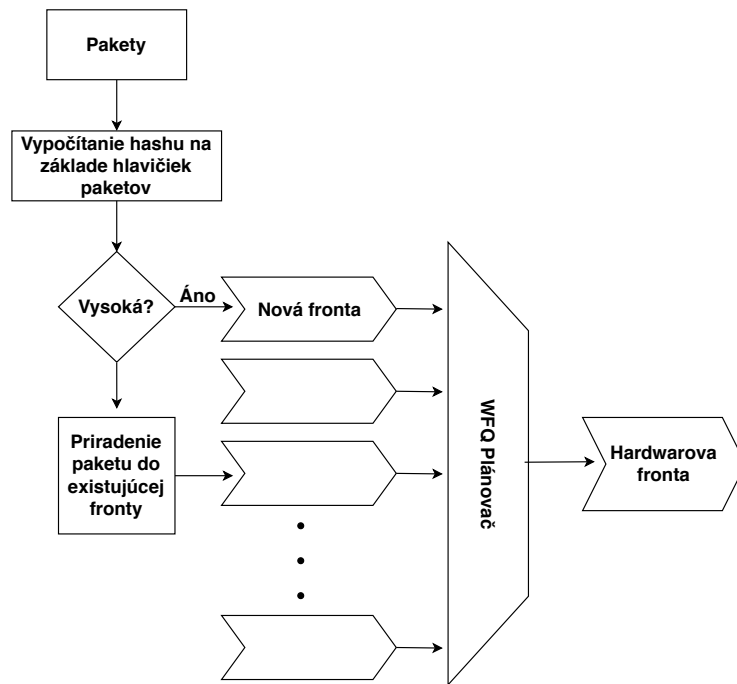 Pakety
Vypočítanie hashu na
základe hlavičiek
paketov
Vysoká?
Áno
Nová fronta
Priradenie
paketu do
existujúcej
fronty
WFQ Plánovač
Hardwarova
fronta